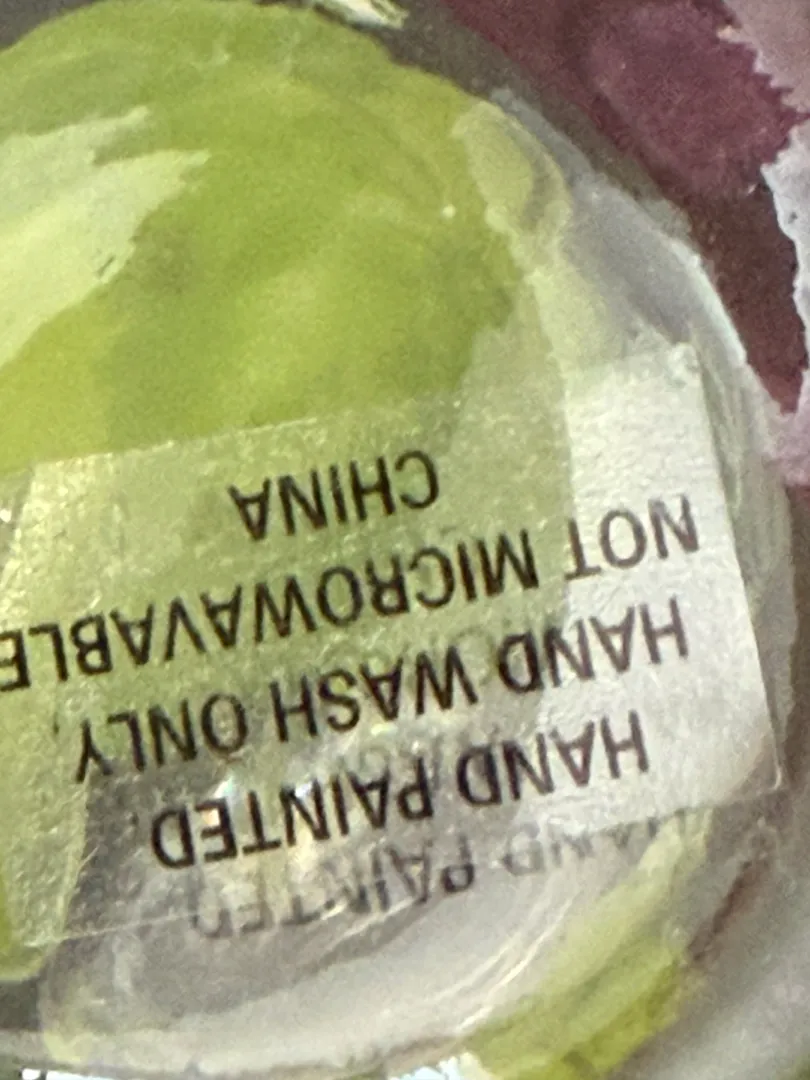 HAND PAINTED
HAND WASH ONLY
NOT MICROWAVABLE
CHINA